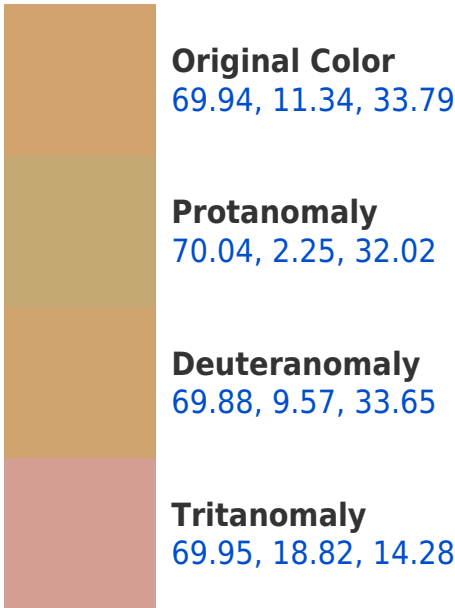 Original Color
69.94, 11.34, 33.79
Protanomaly
70.04, 2.25, 32.02
Deuteranomaly
69.88, 9.57, 33.65
Tritanomaly
69.95, 18.82, 14.28